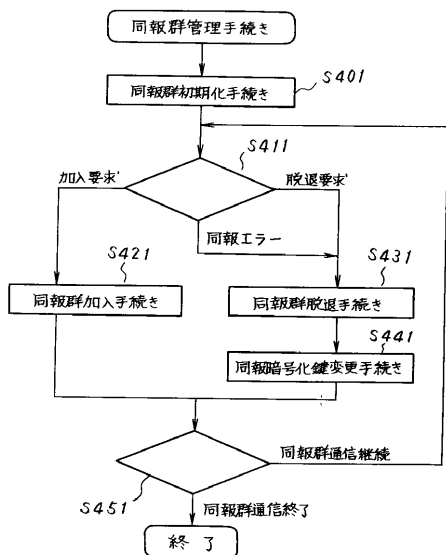 同報群管理手続き
S401
同報群初期化手続き
S411
加入要求
脱退要求
同報エラー
S421
S431
同報群加入手続き
同報群脱退手続き
S441
同報暗号化鍵変更手続き
同報群通信継続
S451
同報群通信終了
終了